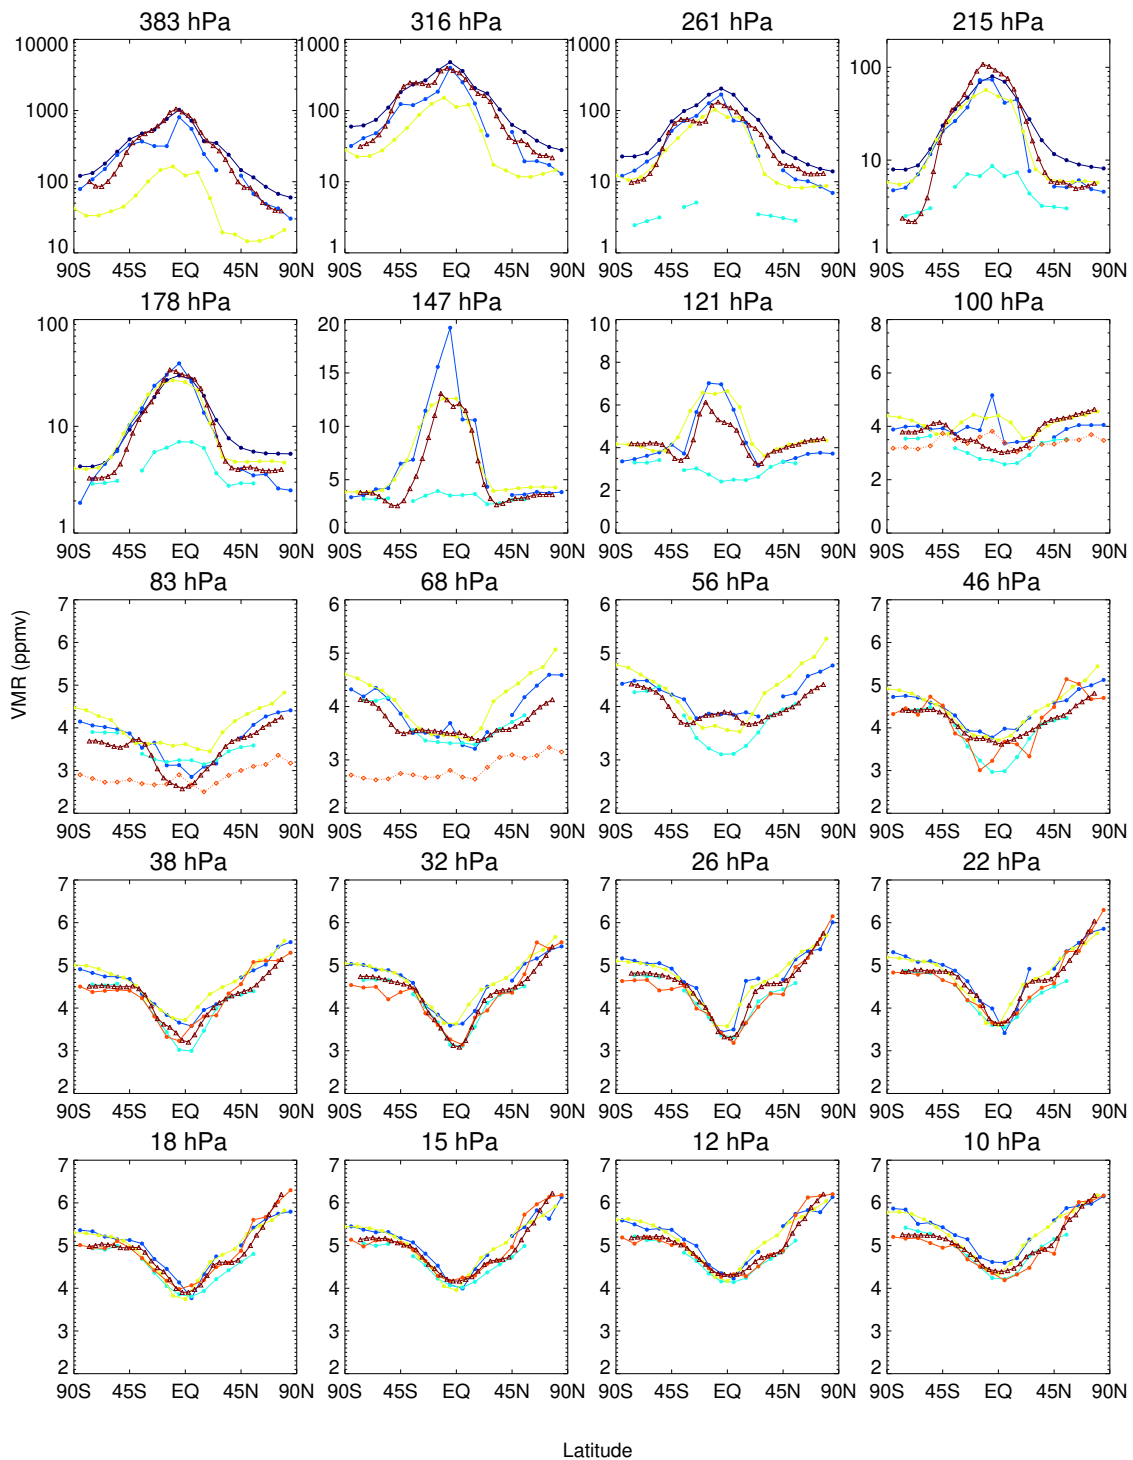 383 hPa 316 hPa 261 hPa 215 hPa
10000 1000 1000 100
1000 100 100 10
100 10 10 1
10 1 1
90S 45S EQ 45N 90N 90S 45S EQ 45N 90N 90S 45S EQ 45N 90N 90S 45S EQ 45N 90N
178 hPa 147 hPa 121 hPa 100 hPa
100 20 10 8
10 15 8 6
1 10 6 4
5 4 2
0 2 0
0
90S 45S EQ 45N 90N 90S 45S EQ 45N 90N 90S 45S EQ 45N 90N 90S 45S EQ 45N 90N
83 hPa 68 hPa 56 hPa 46 hPa
7 6 6 7
6 5 5 6
5 4 4 5
4 3 3 4
3 2 2 3
2 2
90S 45S EQ 45N 90N 90S 45S EQ 45N 90N 90S 45S EQ 45N 90N 90S 45S EQ 45N 90N
VMR (ppmv)
38 hPa 32 hPa 26 hPa 22 hPa
7 7 7 7
6 6 6 6
5 5 5 5
4 4 4 4
3 3 3 3
2 2 2 2
90S 45S EQ 45N 90N 90S 45S EQ 45N 90N 90S 45S EQ 45N 90N 90S 45S EQ 45N 90N
18 hPa 15 hPa 12 hPa 10 hPa
7 7 7 7
6 6 6 6
5 5 5 5
4 4 4 4
3 3 3 3
2 2 2 2
90S 45S EQ 45N 90N 90S 45S EQ 45N 90N 90S 45S EQ 45N 90N 90S 45S EQ 45N 90N
Latitude